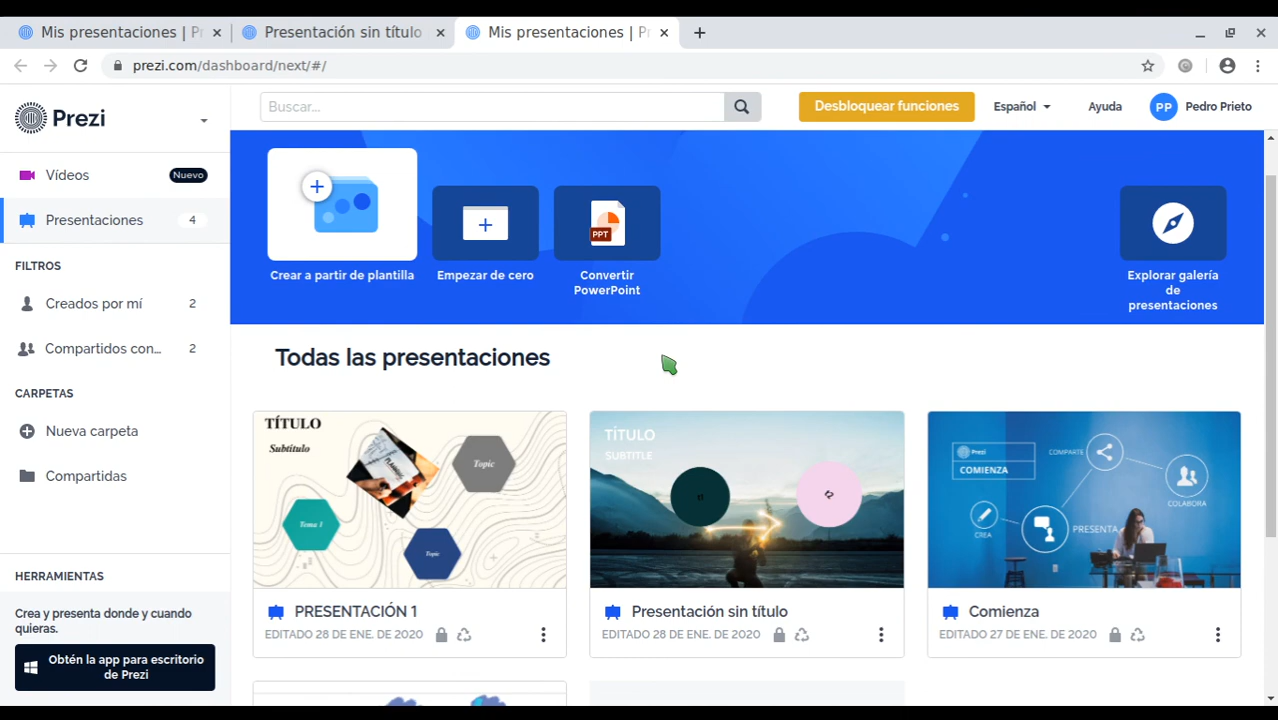 Mis presentaciones | Pr
Presentación sin título
Mis presentaciones | Pr
prezi.com/dashboard/next/#/
Prezi
Buscar...
Desbloquear funciones
Español
Ayuda
PP
Pedro Prieto
Vídeos
Nuevo
Presentaciones
4
FILTROS
Creados por mí
2
Compartidos con...
2
CARPETAS
Nueva carpeta
Compartidas
HERRAMIENTAS
Crea y presenta donde y cuando
quieras.
Obtén la app para escritorio
de Prezi
Crear a partir de plantilla
Empezar de cero
PPT
Convertir
PowerPoint
Explorar galería
de
presentaciones
Todas las presentaciones
TÍTULO
Subtítulo
Topic
Tema 1
Topic
PRESENTACIÓN 1
EDITADO 28 DE ENE. DE 2020
TÍTULO
SUBTITLE
Presentación sin título
EDITADO 28 DE ENE. DE 2020
Prezi
COMIENZA
COMPARTE
COLABORA
CREA
PRESENTA
Comienza
EDITADO 27 DE ENE. DE 2020